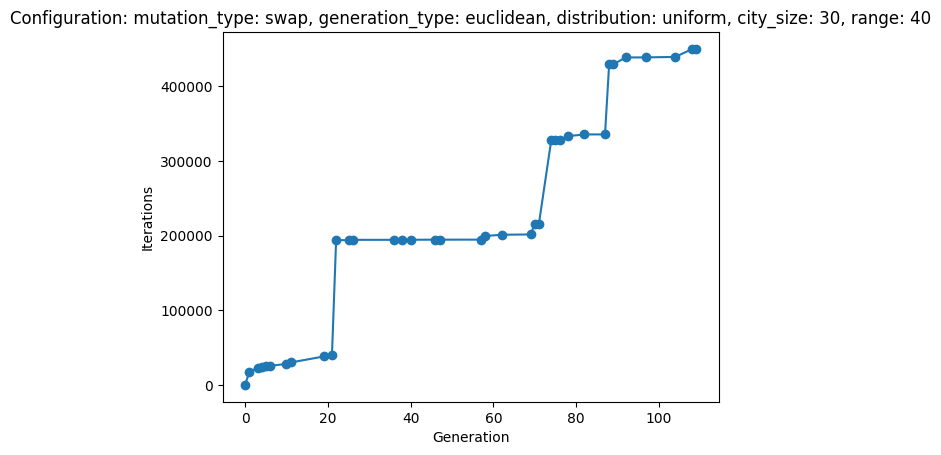 Configuration: mutation_type: swap, generation_type: euclidean, distribution: uniform, city_size: 30, range: 40
400000
300000
200000
100000
0
Iterations
0 20 40 60 80 100
Generation